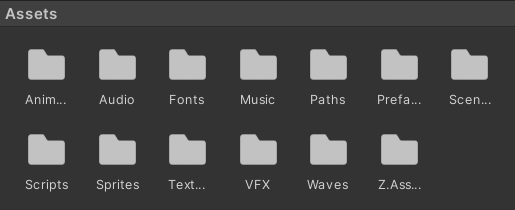 Assets
Anim... Audio Fonts Music Paths Prefa... Scen...
Scripts Sprites Text... VFX Waves Z.Ass...